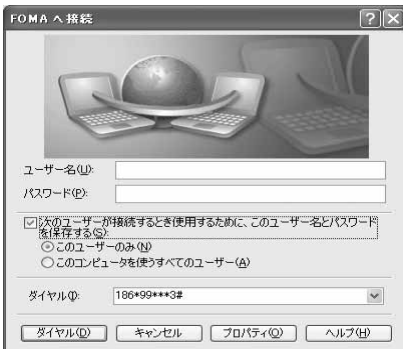 FOMA へ接続
ユーザー名(U):
パスワード(P):
次のユーザーが接続するとき使用するために、このユーザー名とパスワード
を保存する(S):
このユーザーのみ(N)
このコンピュータを使うすべてのユーザー(A)
ダイヤル(I): 186*99***3#
ダイヤル(D) キャンセル プロパティ(O) ヘルプ(H)